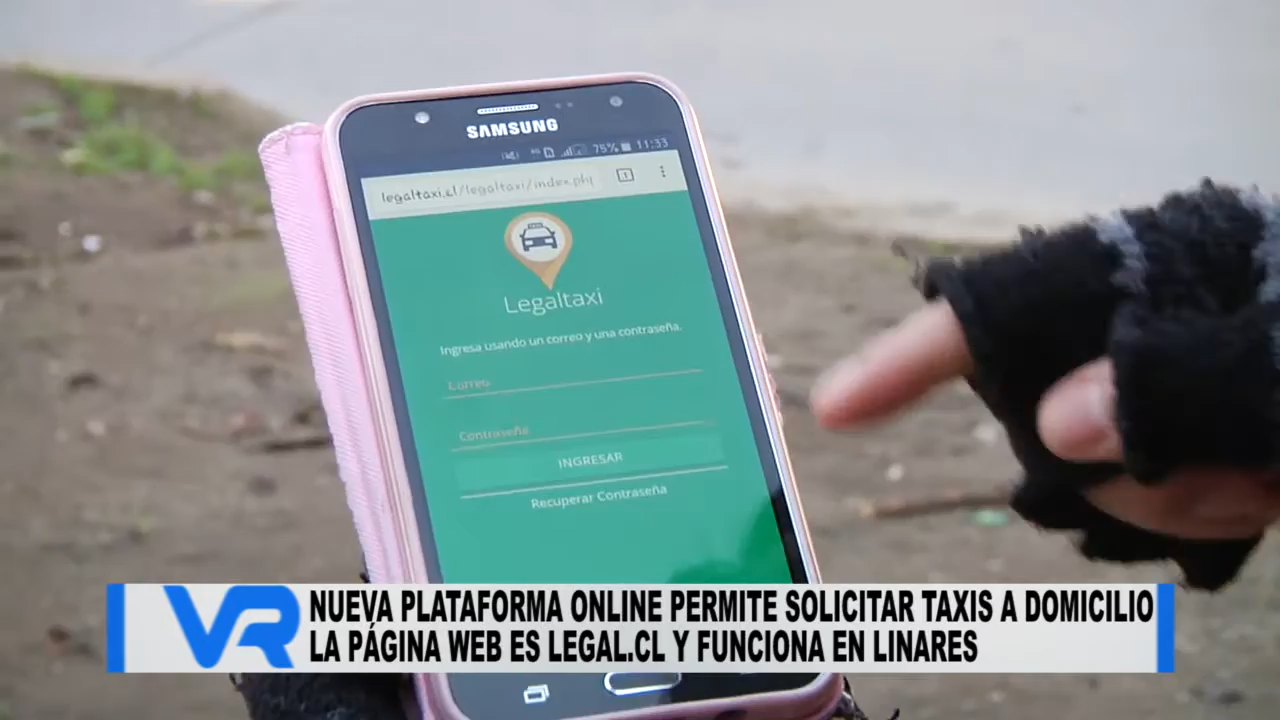 SAMSUNG
75% 11:33
legaltaxi.cl/legaltaxi/index.php
1
TAXI
Legaltaxi
Ingresa usando un correo y una contraseña.
Correo
Contraseña
INGRESAR
Recuperar Contraseña
VR
NUEVA PLATAFORMA ONLINE PERMITE SOLICITAR TAXIS A DOMICILIO
LA PÁGINA WEB ES LEGAL.CL Y FUNCIONA EN LINARES